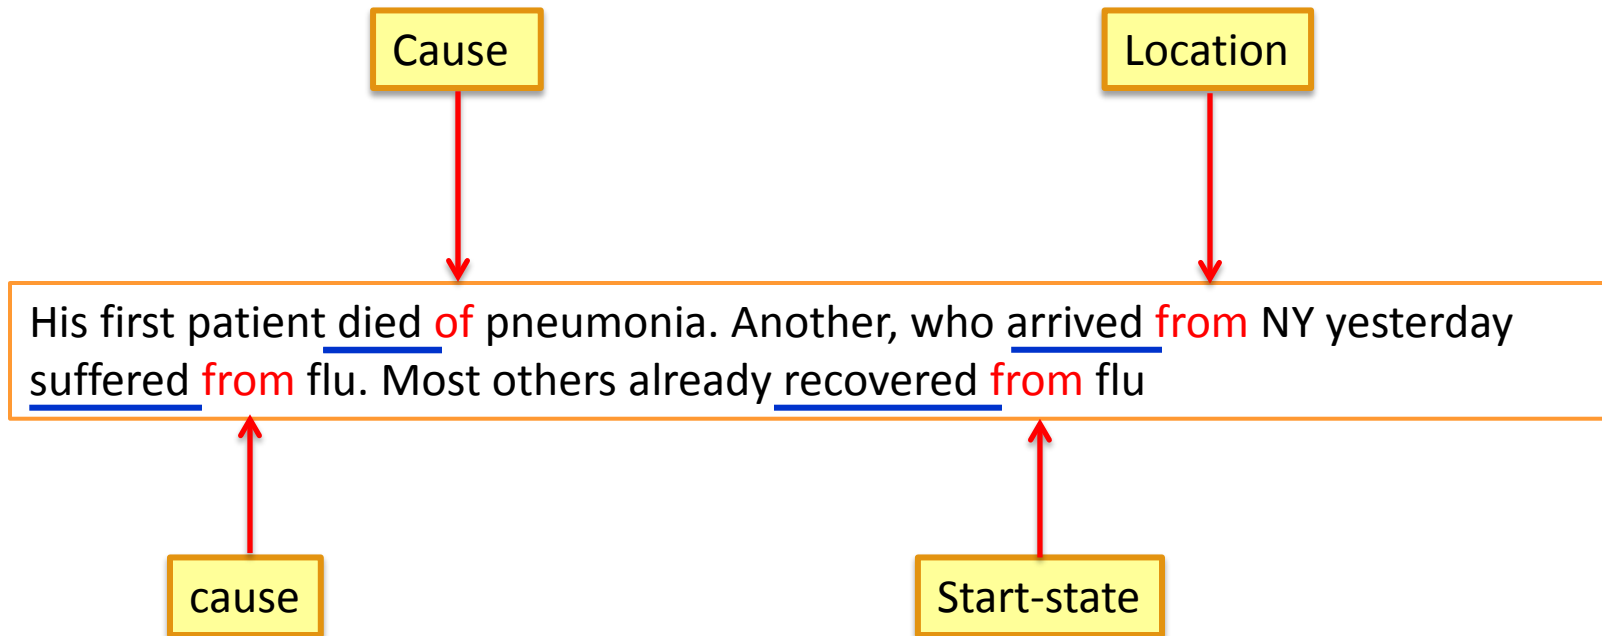 Cause
Location
His first patient died of pneumonia. Another, who arrived from NY yesterday
suffered from flu. Most others already recovered from flu
cause
Start-state